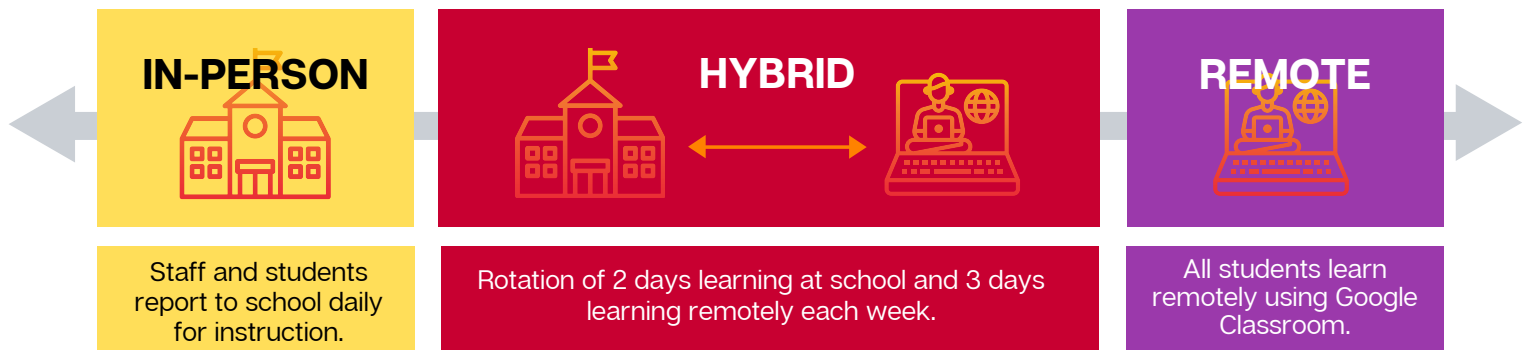 IN-PERSON
HYBRID
REMOTE
Staff and students
report to school daily
for instruction.
Rotation of 2 days learning at school and 3 days
learning remotely each week.
All students learn
remotely using Google
Classroom.